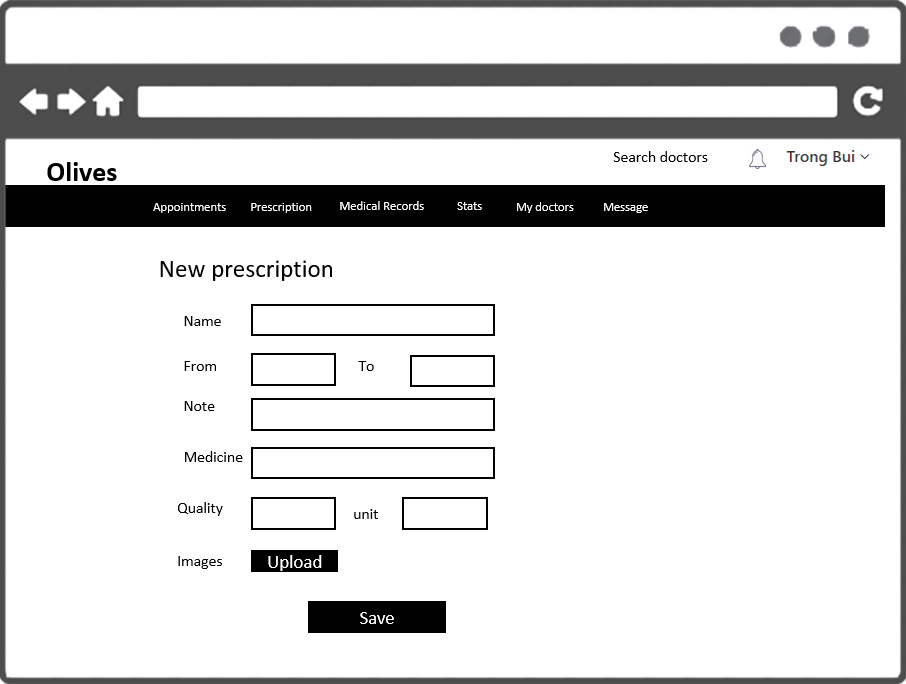 Search doctors Trong Bui
Olives
Appointments Prescription Medical Records Stats My doctors Message
New prescription
Name
From To
Note
Medicine
Quality unit
Images Upload
Save